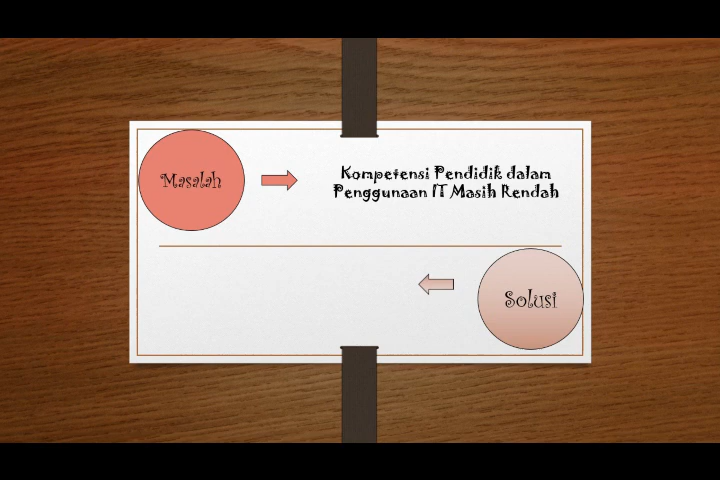 Masalah
Kompetensi Pendidik dalam
Penggunaan IT Masih Rendah
Solusi